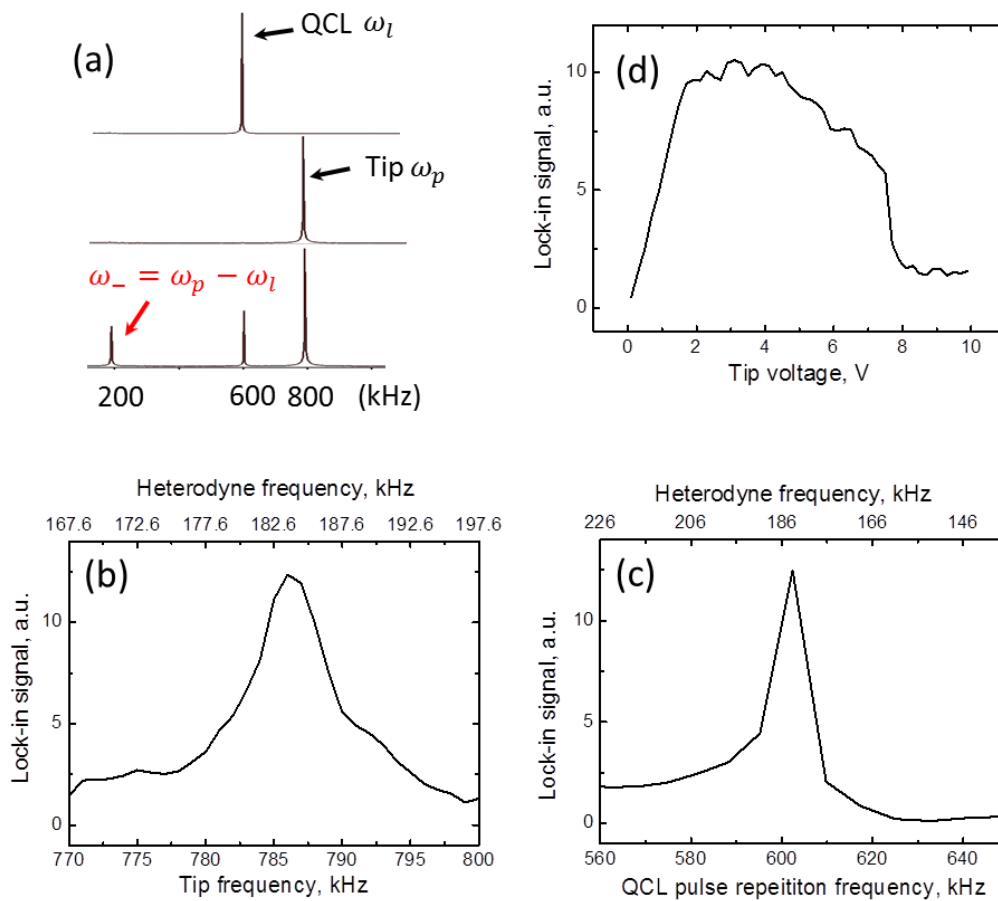 (a)
QCL ω_l
Tip ω_p
ω_− = ω_p − ω_l
200 600 800 (kHz)
(d)
Lock-in signal, a.u.
10
5
0
0 2 4 6 8 10
Tip voltage, V
Heterodyne frequency, kHz
167.6 172.6 177.6 182.6 187.6 192.6 197.6
(b)
Lock-in signal, a.u.
10
5
0
770 775 780 785 790 795 800
Tip frequency, kHz
Heterodyne frequency, kHz
226 206 186 166 146
(c)
Lock-in signal, a.u.
10
5
0
560 580 600 620 640
QCL pulse repeititon frequency, kHz